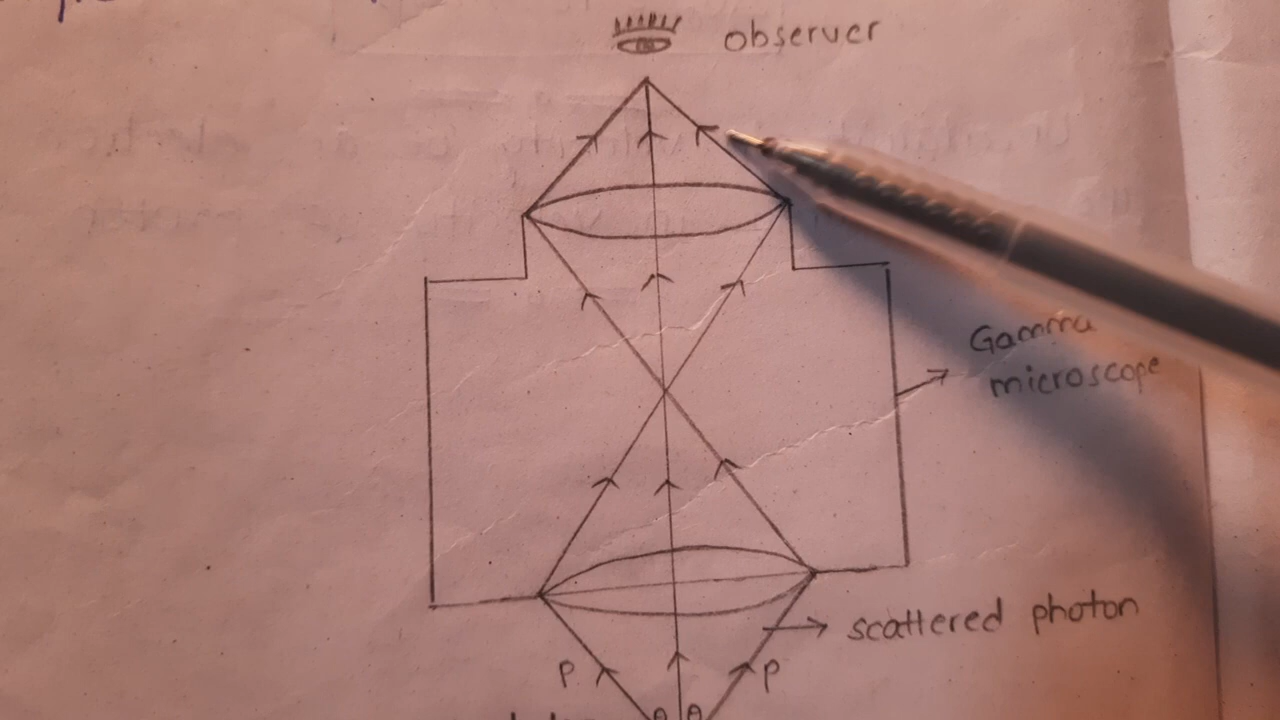 observer
Gamma
microscope
scattered photon
P P
θ θ